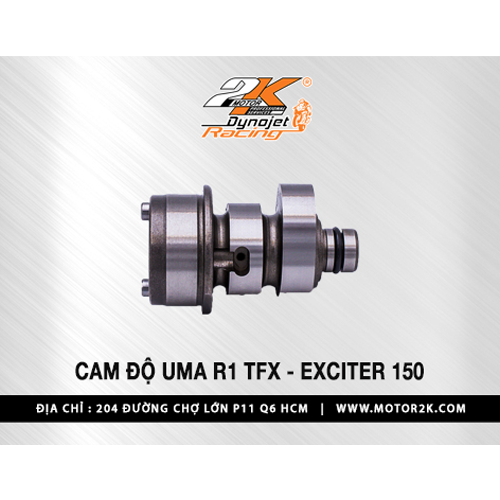 2K ®
MOTOR PROFESSIONAL SERVICES
Dynojet
Racing
CAM ĐỘ UMA R1 TFX - EXCITER 150
ĐỊA CHỈ : 204 ĐƯỜNG CHỢ LỚN P11 Q6 HCM | WWW.MOTOR2K.COM